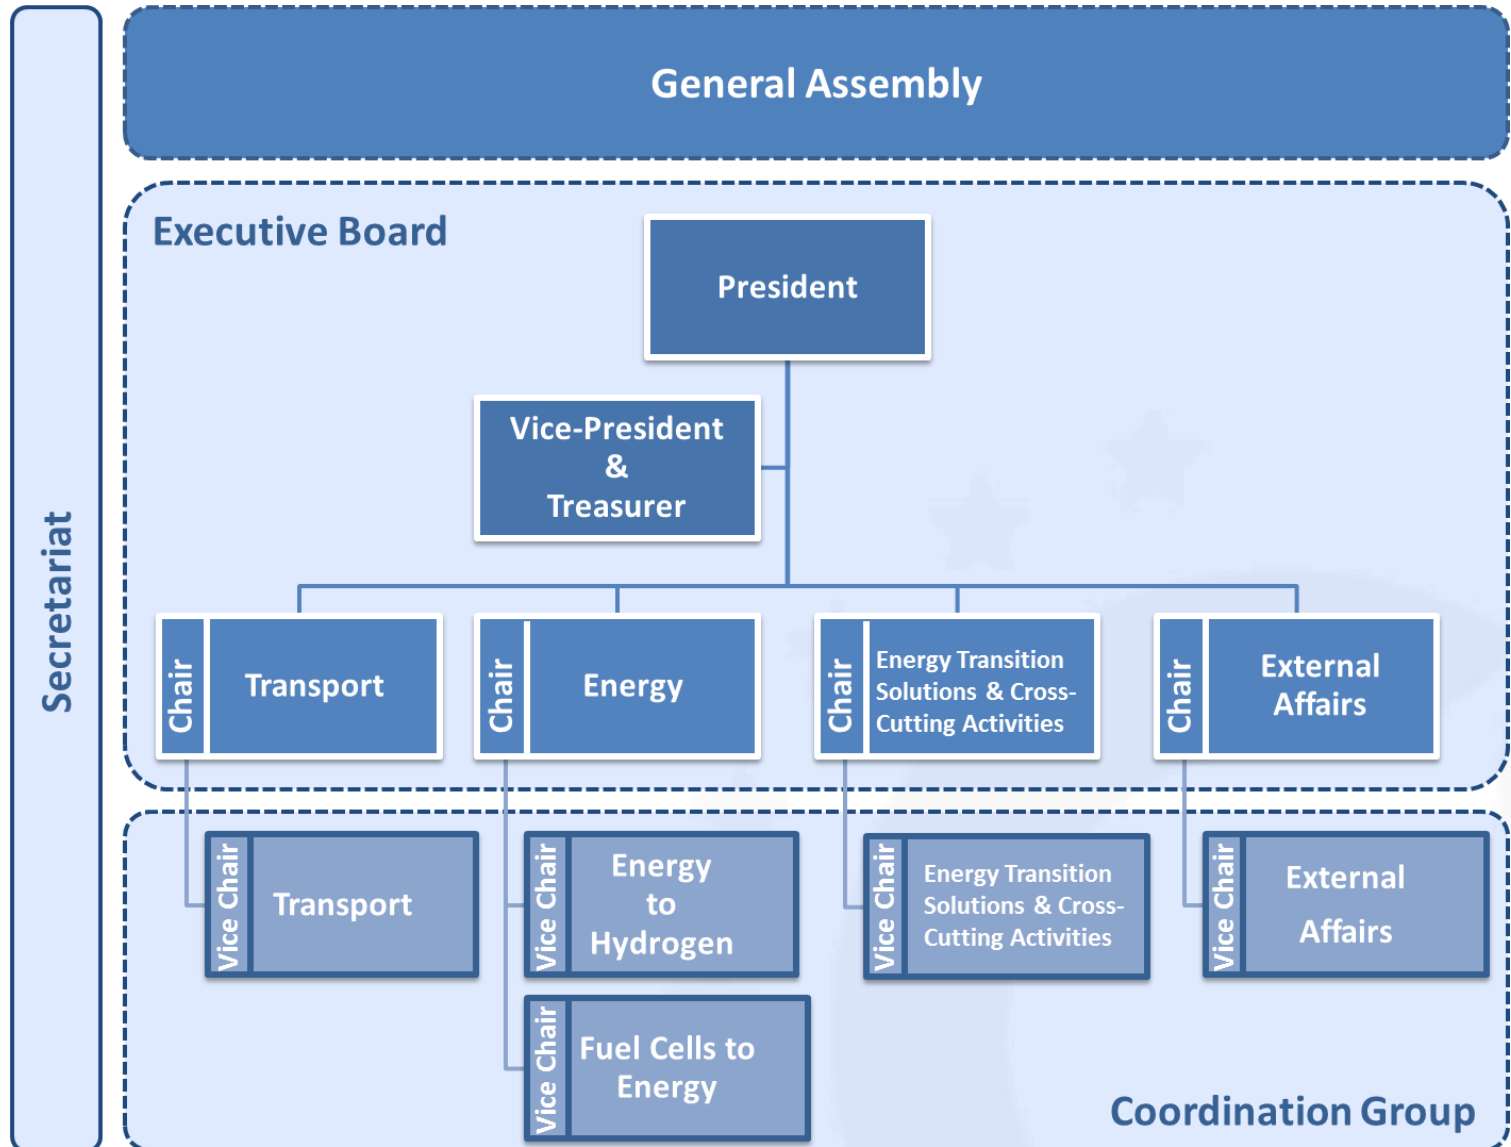 General Assembly
Secretariat
Executive Board
President
Vice-President
&
Treasurer
Chair
Transport
Chair
Energy
Chair
Energy Transition
Solutions & Cross-
Cutting Activities
Chair
External
Affairs
Vice Chair
Transport
Vice Chair
Energy
to
Hydrogen
Vice Chair
Energy Transition
Solutions & Cross-
Cutting Activities
Vice Chair
External
Affairs
Vice Chair
Fuel Cells to
Energy
Coordination Group